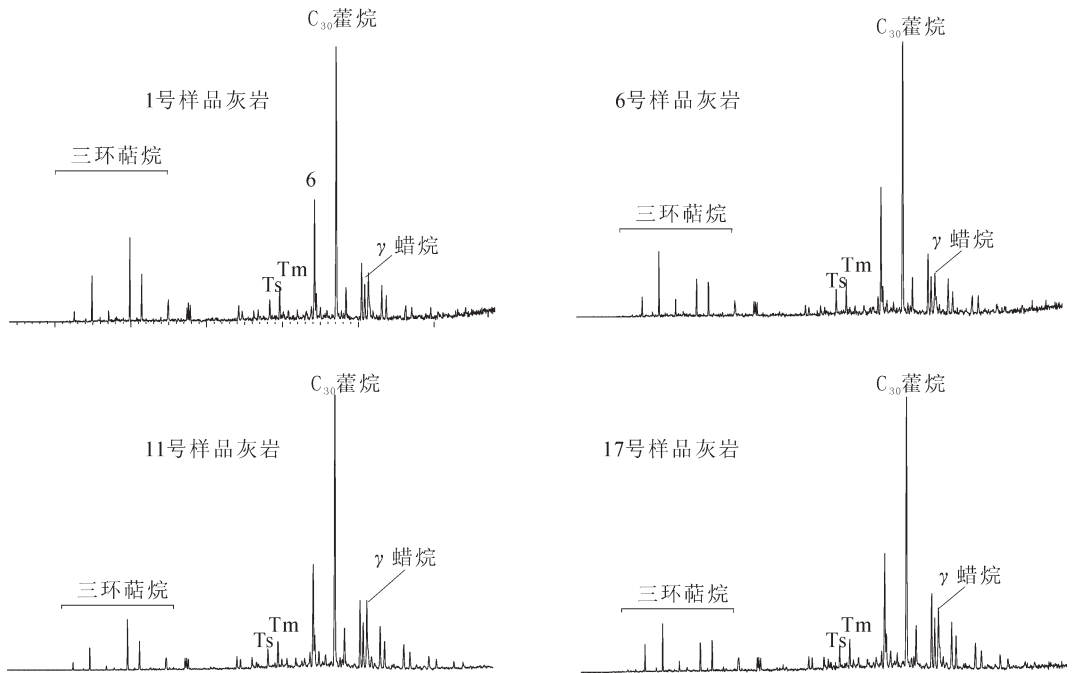 C₃₀藿烷
1号样品灰岩
三环萜烷
6
γ 蜡烷
Tm
Ts
C₃₀藿烷
6号样品灰岩
三环萜烷
γ 蜡烷
Tm
Ts
C₃₀藿烷
11号样品灰岩
γ 蜡烷
三环萜烷
Tm
Ts
C₃₀藿烷
17号样品灰岩
γ 蜡烷
三环萜烷
Tm
Ts